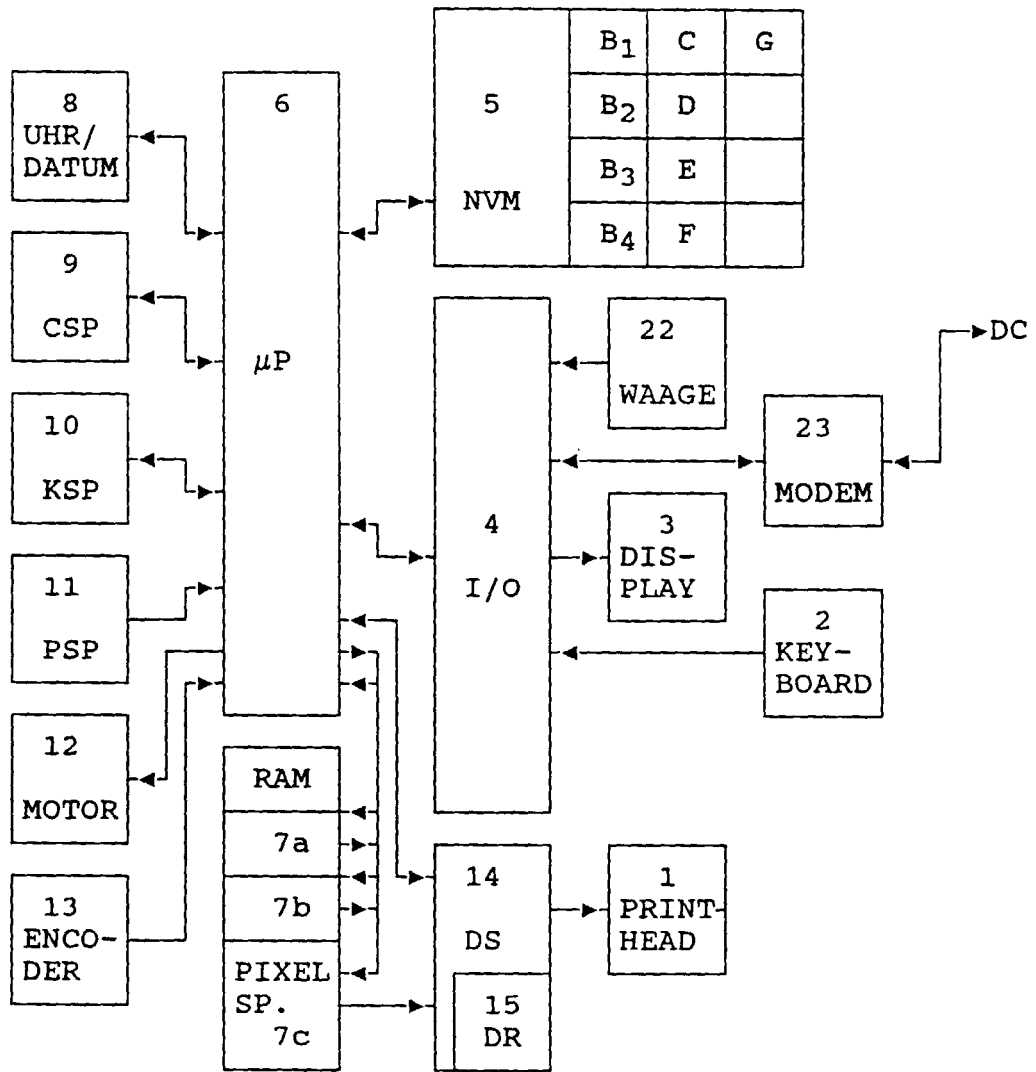 8
UHR/
DATUM
9
CSP
10
KSP
11
PSP
12
MOTOR
13
ENCO-
DER
6
μP
RAM
7a
7b
PIXEL
SP.
7c
5
NVM
B1 C G
B2 D
B3 E
B4 F
4
I/O
22
WAAGE
23
MODEM
DC
3
DIS-
PLAY
2
KEY-
BOARD
14
DS
15
DR
1
PRINT-
HEAD